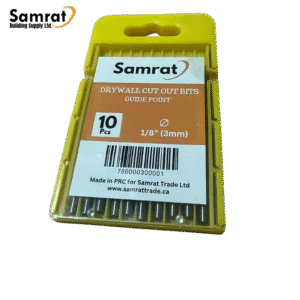 Samrat
Building Supply Ltd.
Samrat
DRYWALL CUT OUT BITS
GUIDE POINT
10
Pcs
1/8" (3mm)
786000300001
Made in PRC for Samrat Trade Ltd
www.samrattrade.ca